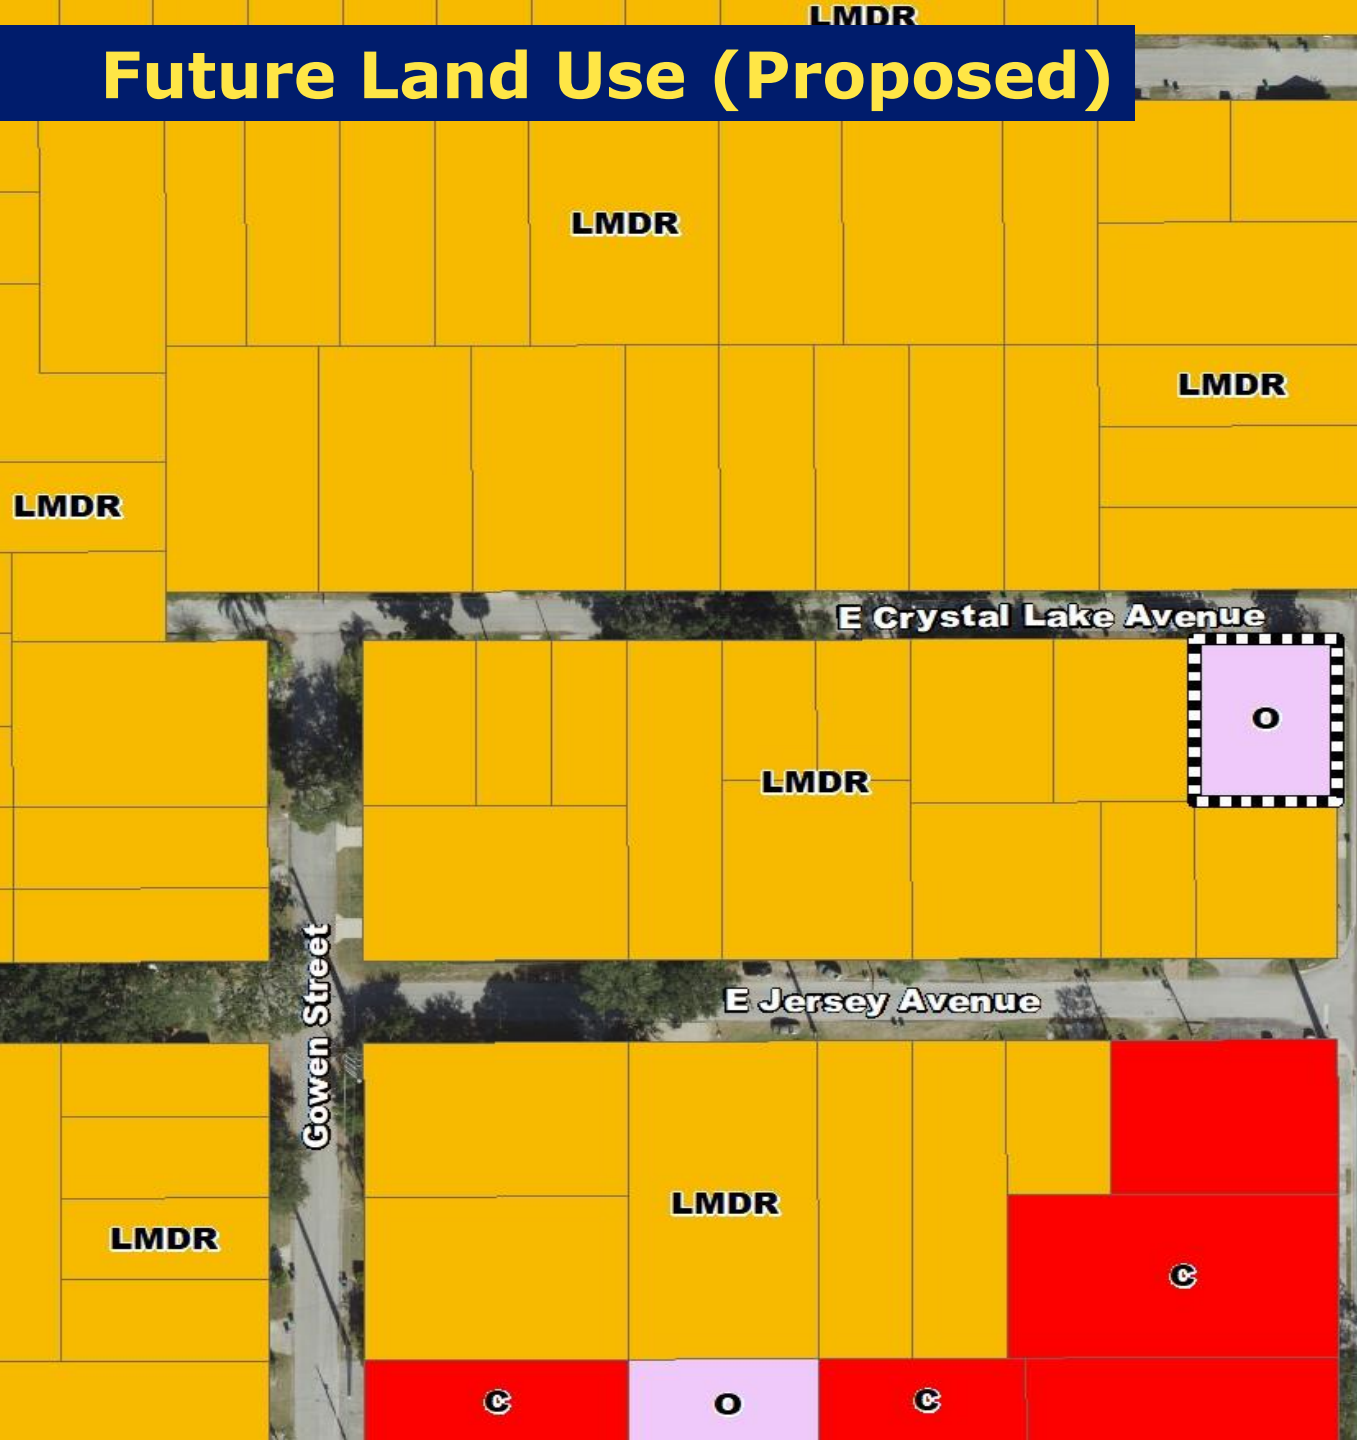 LMDR
Future Land Use (Proposed)
LMDR
LMDR
LMDR
E Crystal Lake Avenue
O
LMDR
Gowen Street
E Jersey Avenue
LMDR
LMDR
C
C
O
C